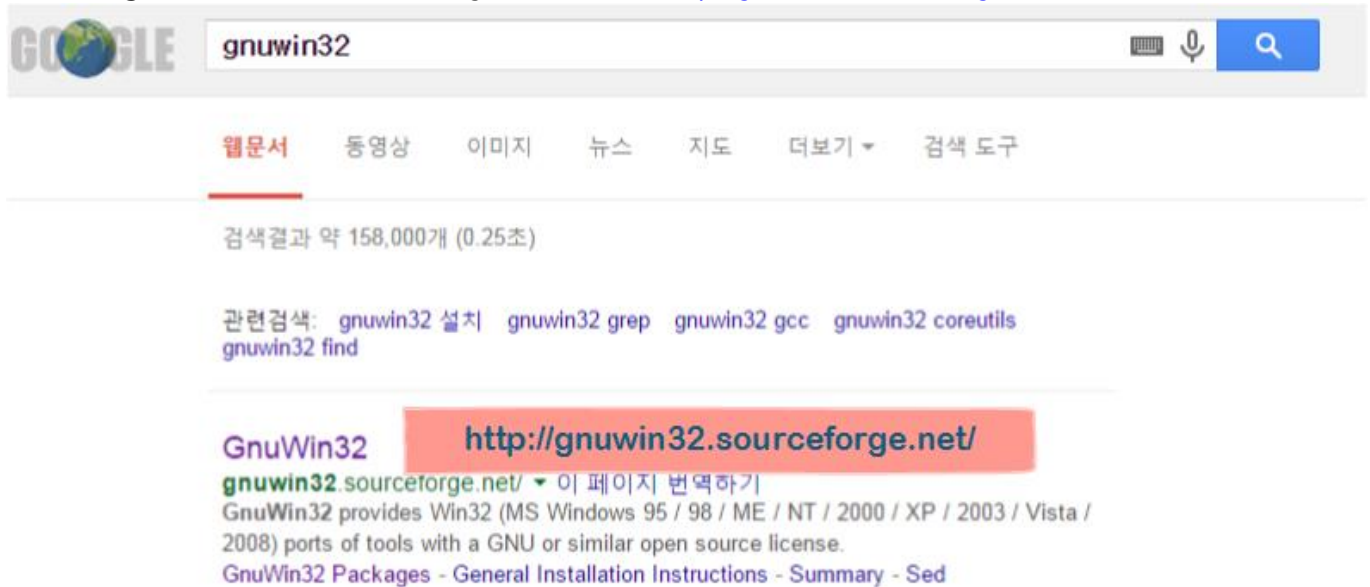 GOOGLE
gnuwin32
웹문서 동영상 이미지 뉴스 지도 더보기 검색 도구
검색결과 약 158,000개 (0.25초)
관련검색: gnuwin32 설치 gnuwin32 grep gnuwin32 gcc gnuwin32 coreutils
gnuwin32 find
GnuWin32
http://gnuwin32.sourceforge.net/
gnuwin32.sourceforge.net/ 이 페이지 번역하기
GnuWin32 provides Win32 (MS Windows 95 / 98 / ME / NT / 2000 / XP / 2003 / Vista /
2008) ports of tools with a GNU or similar open source license.
GnuWin32 Packages - General Installation Instructions - Summary - Sed